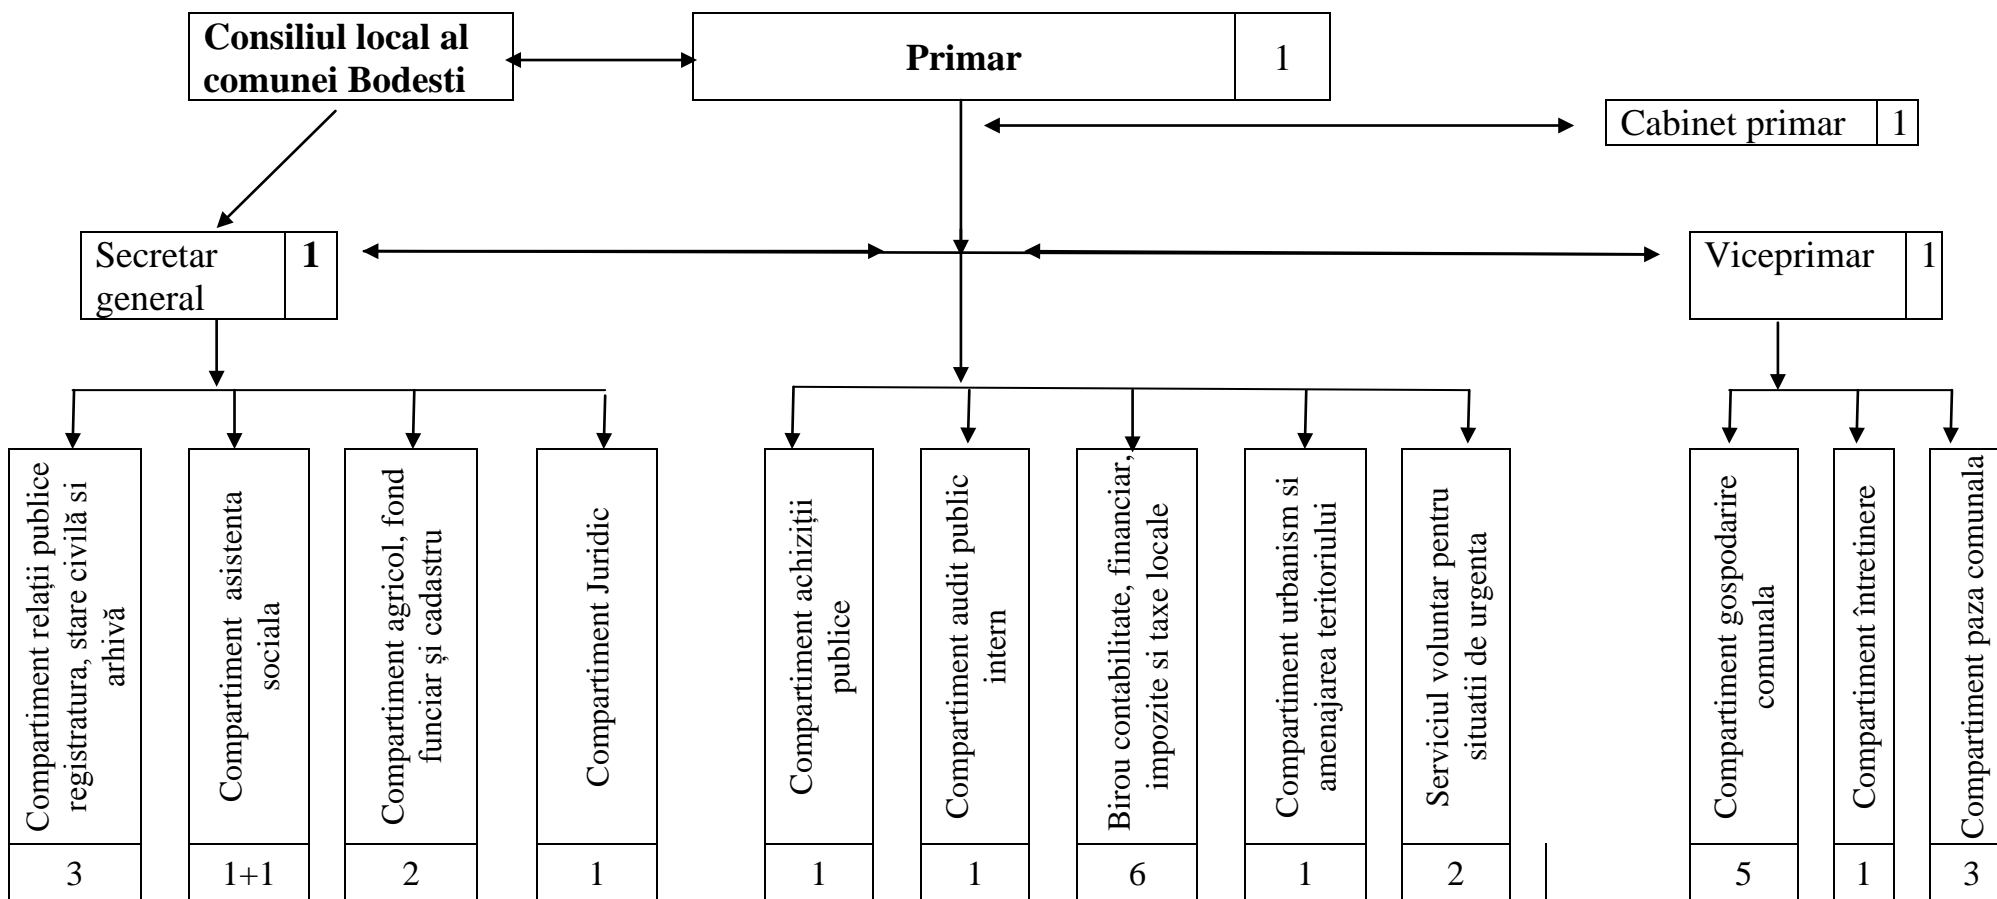 Consiliul local al
comunei Bodesti
Primar
1
Cabinet primar
1
Secretar
general
1
Viceprimar
1
Compartiment relații publice
registratura, stare civilă si
arhivă
3
Compartiment asistenta
sociala
1+1
Compartiment agricol, fond
funciar și cadastru
2
Compartiment Juridic
1
Compartiment achiziții
publice
1
Compartiment audit public
intern
1
Birou contabilitate, financiar,
impozite si taxe locale
6
Compartiment urbanism si
amenajarea teritoriului
1
Serviciul voluntar pentru
situatii de urgenta
2
Compartiment gospodarire
comunala
5
Compartiment întretinere
1
Compartiment paza comunala
3